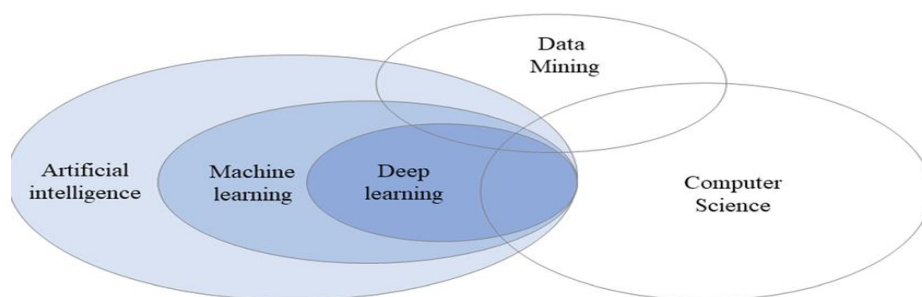 Data
Mining
Artificial
intelligence
Machine
learning
Deep
learning
Computer
Science